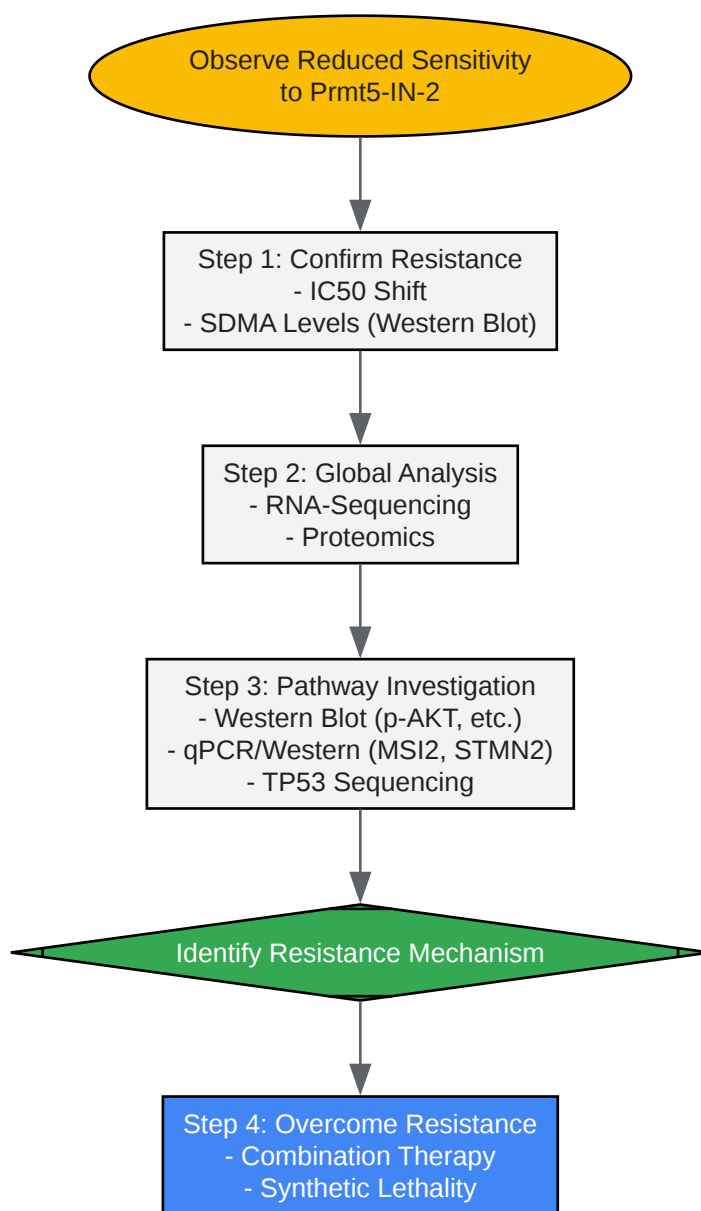 Observe Reduced Sensitivity
to Prmt5-IN-2
Step 1: Confirm Resistance
- IC50 Shift
- SDMA Levels (Western Blot)
Step 2: Global Analysis
- RNA-Sequencing
- Proteomics
Step 3: Pathway Investigation
- Western Blot (p-AKT, etc.)
- qPCR/Western (MSI2, STMN2)
- TP53 Sequencing
Identify Resistance Mechanism
Step 4: Overcome Resistance
- Combination Therapy
- Synthetic Lethality